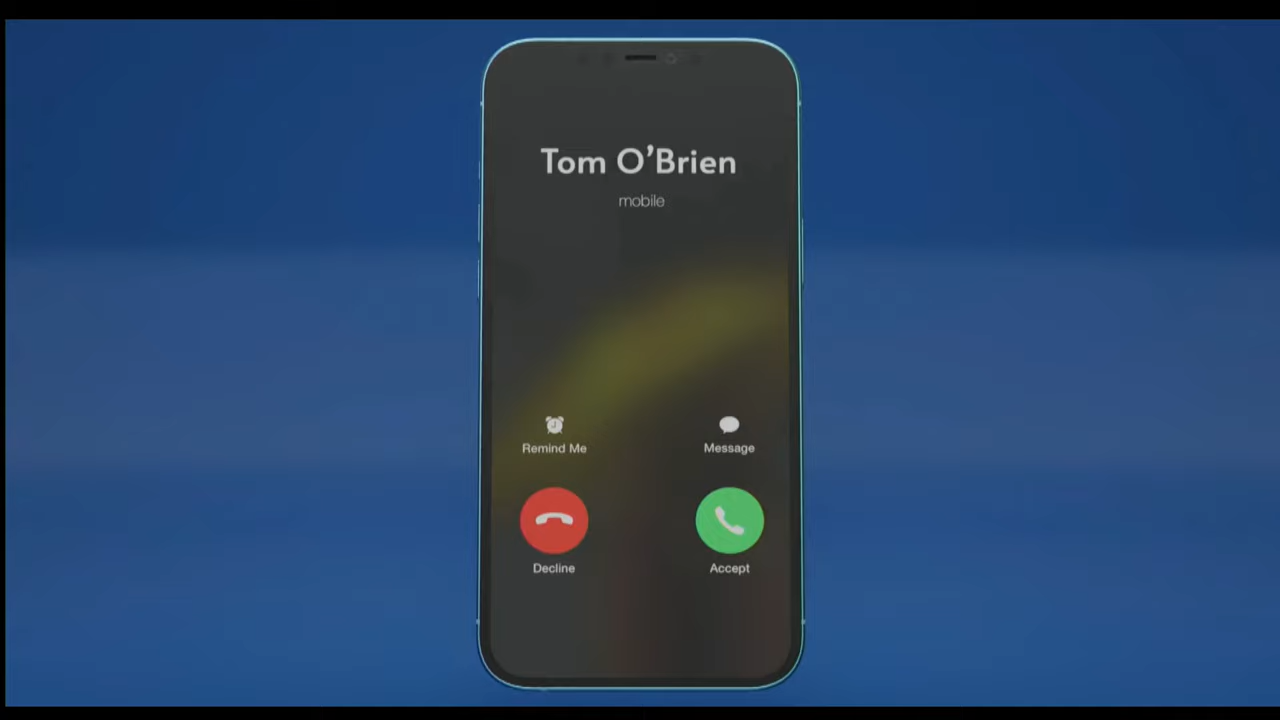 Tom O’Brien
mobile
Remind Me
Message
Decline
Accept